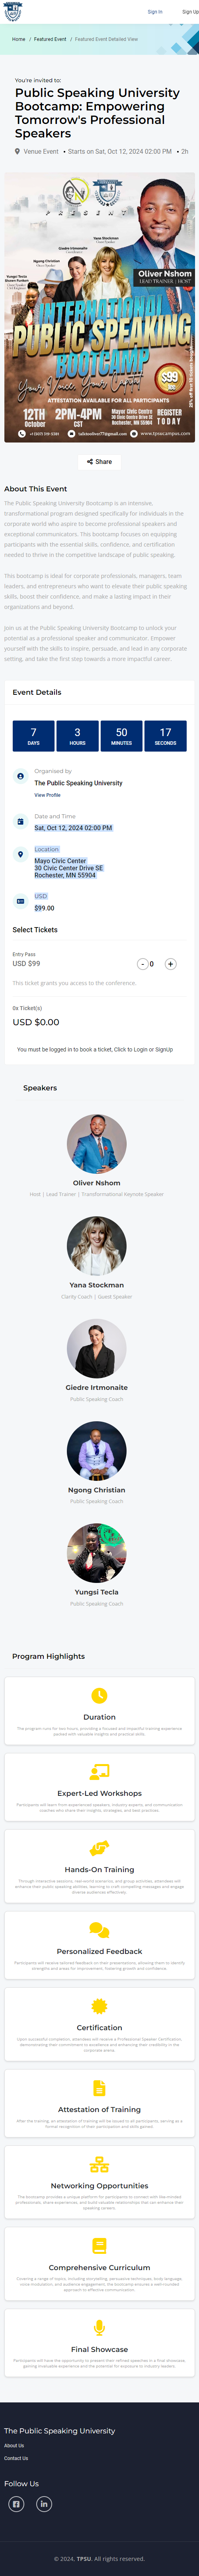 Sign In
Sign Up
Home / Featured Event / Featured Event Detailed View
You're invited to:
Public Speaking University
Bootcamp: Empowering
Tomorrow's Professional
Speakers
Venue Event • Starts on Sat, Oct 12, 2024 02:00 PM • 2h
PRESENT
Oliver Nshom
LEAD TRAINER | HOST
Giedre Irtmonaite
Ngong Christian
Yana Stockman
INTERNATIONAL
PUBLIC SPEAKING
BOOTCAMP
Your Voice, Your Impact
$99
ATTESTATION AVAILABLE FOR ALL PARTICIPANTS
12TH
October
2PM-4PM
CST
Mayo Civic Centre
30 Civic Center Drive SE
Rochester, MN 55904
REGISTER
TODAY
www.tpsucampus.com
Share
About This Event
The Public Speaking University Bootcamp is an intensive,
transformational program designed specifically for individuals in the
corporate world who aspire to become professional speakers and
exceptional communicators. This bootcamp focuses on equipping
participants with the essential skills, confidence, and certification
needed to thrive in the competitive landscape of public speaking.
This bootcamp is ideal for corporate professionals, managers, team
leaders, and entrepreneurs who want to elevate their public speaking
skills, boost their confidence, and make a lasting impact in their
organizations and beyond.
Join us at the Public Speaking University Bootcamp to unlock your
potential as a professional speaker and communicator. Empower
yourself with the skills to inspire, persuade, and lead in any corporate
setting, and take the first step towards a more impactful career.
Event Details
7
DAYS
3
HOURS
50
MINUTES
17
SECONDS
Organised by
The Public Speaking University
View Profile
Date and Time
Sat, Oct 12, 2024 02:00 PM
Location
Mayo Civic Center
30 Civic Center Drive SE
Rochester, MN 55904
USD
$99.00
Select Tickets
Entry Pass
USD $99
- 0 +
This ticket grants you access to the conference.
0x Ticket(s)
USD $0.00
You must be logged in to book a ticket, Click to Login or SignUp
Speakers
Oliver Nshom
Host | Lead Trainer | Transformational Keynote Speaker
Yana Stockman
Clarity Coach | Guest Speaker
Giedre Irtmonaite
Public Speaking Coach
Ngong Christian
Public Speaking Coach
Yungsi Tecla
Public Speaking Coach
Program Highlights
Duration
The program runs for two hours, providing a focused and impactful training experience
packed with valuable insights and practical skills.
Expert-Led Workshops
Participants will learn from experienced speakers, industry experts, and communication
coaches who share their insights, strategies, and best practices.
Hands-On Training
Through interactive sessions, real-world scenarios, and group activities, attendees will
enhance their public speaking abilities, learning to craft compelling messages and engage
diverse audiences effectively.
Personalized Feedback
Participants will receive tailored feedback on their presentations, allowing them to identify
strengths and areas for improvement, fostering growth and confidence.
Certification
Upon successful completion, attendees will receive a Professional Speaker Certification,
demonstrating their commitment to excellence and enhancing their credibility in the
corporate arena.
Attestation of Training
After the training, an attestation of training will be issued to all participants, serving as a
formal recognition of their participation and skills gained.
Networking Opportunities
The bootcamp provides a unique platform for participants to connect with like-minded
professionals, share experiences, and build valuable relationships that can enhance their
speaking careers.
Comprehensive Curriculum
Covering a range of topics, including storytelling, persuasive techniques, body language,
voice modulation, and audience engagement, the bootcamp ensures a well-rounded
approach to effective communication.
Final Showcase
Participants will have the opportunity to present their refined speeches in a final showcase,
gaining invaluable experience and the potential for exposure to industry leaders.
The Public Speaking University
About Us
Contact Us
Follow Us
© 2024, TPSU. All rights reserved.